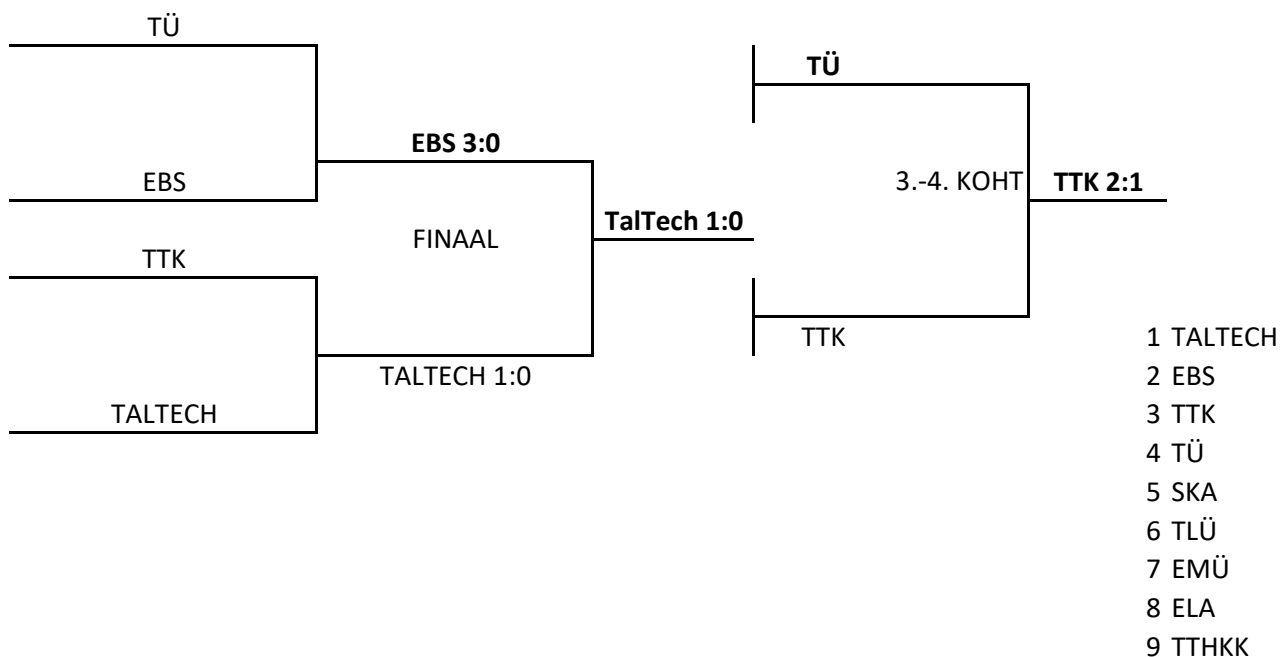 TÜ
EBS 3:0
EBS
FINAAL
TTK
TALTECH 1:0
TALTECH
TalTech 1:0
TÜ
3.-4. KOHT
TTK 2:1
TTK
1 TALTECH
2 EBS
3 TTK
4 TÜ
5 SKA
6 TLÜ
7 EMÜ
8 ELA
9 TTHKK